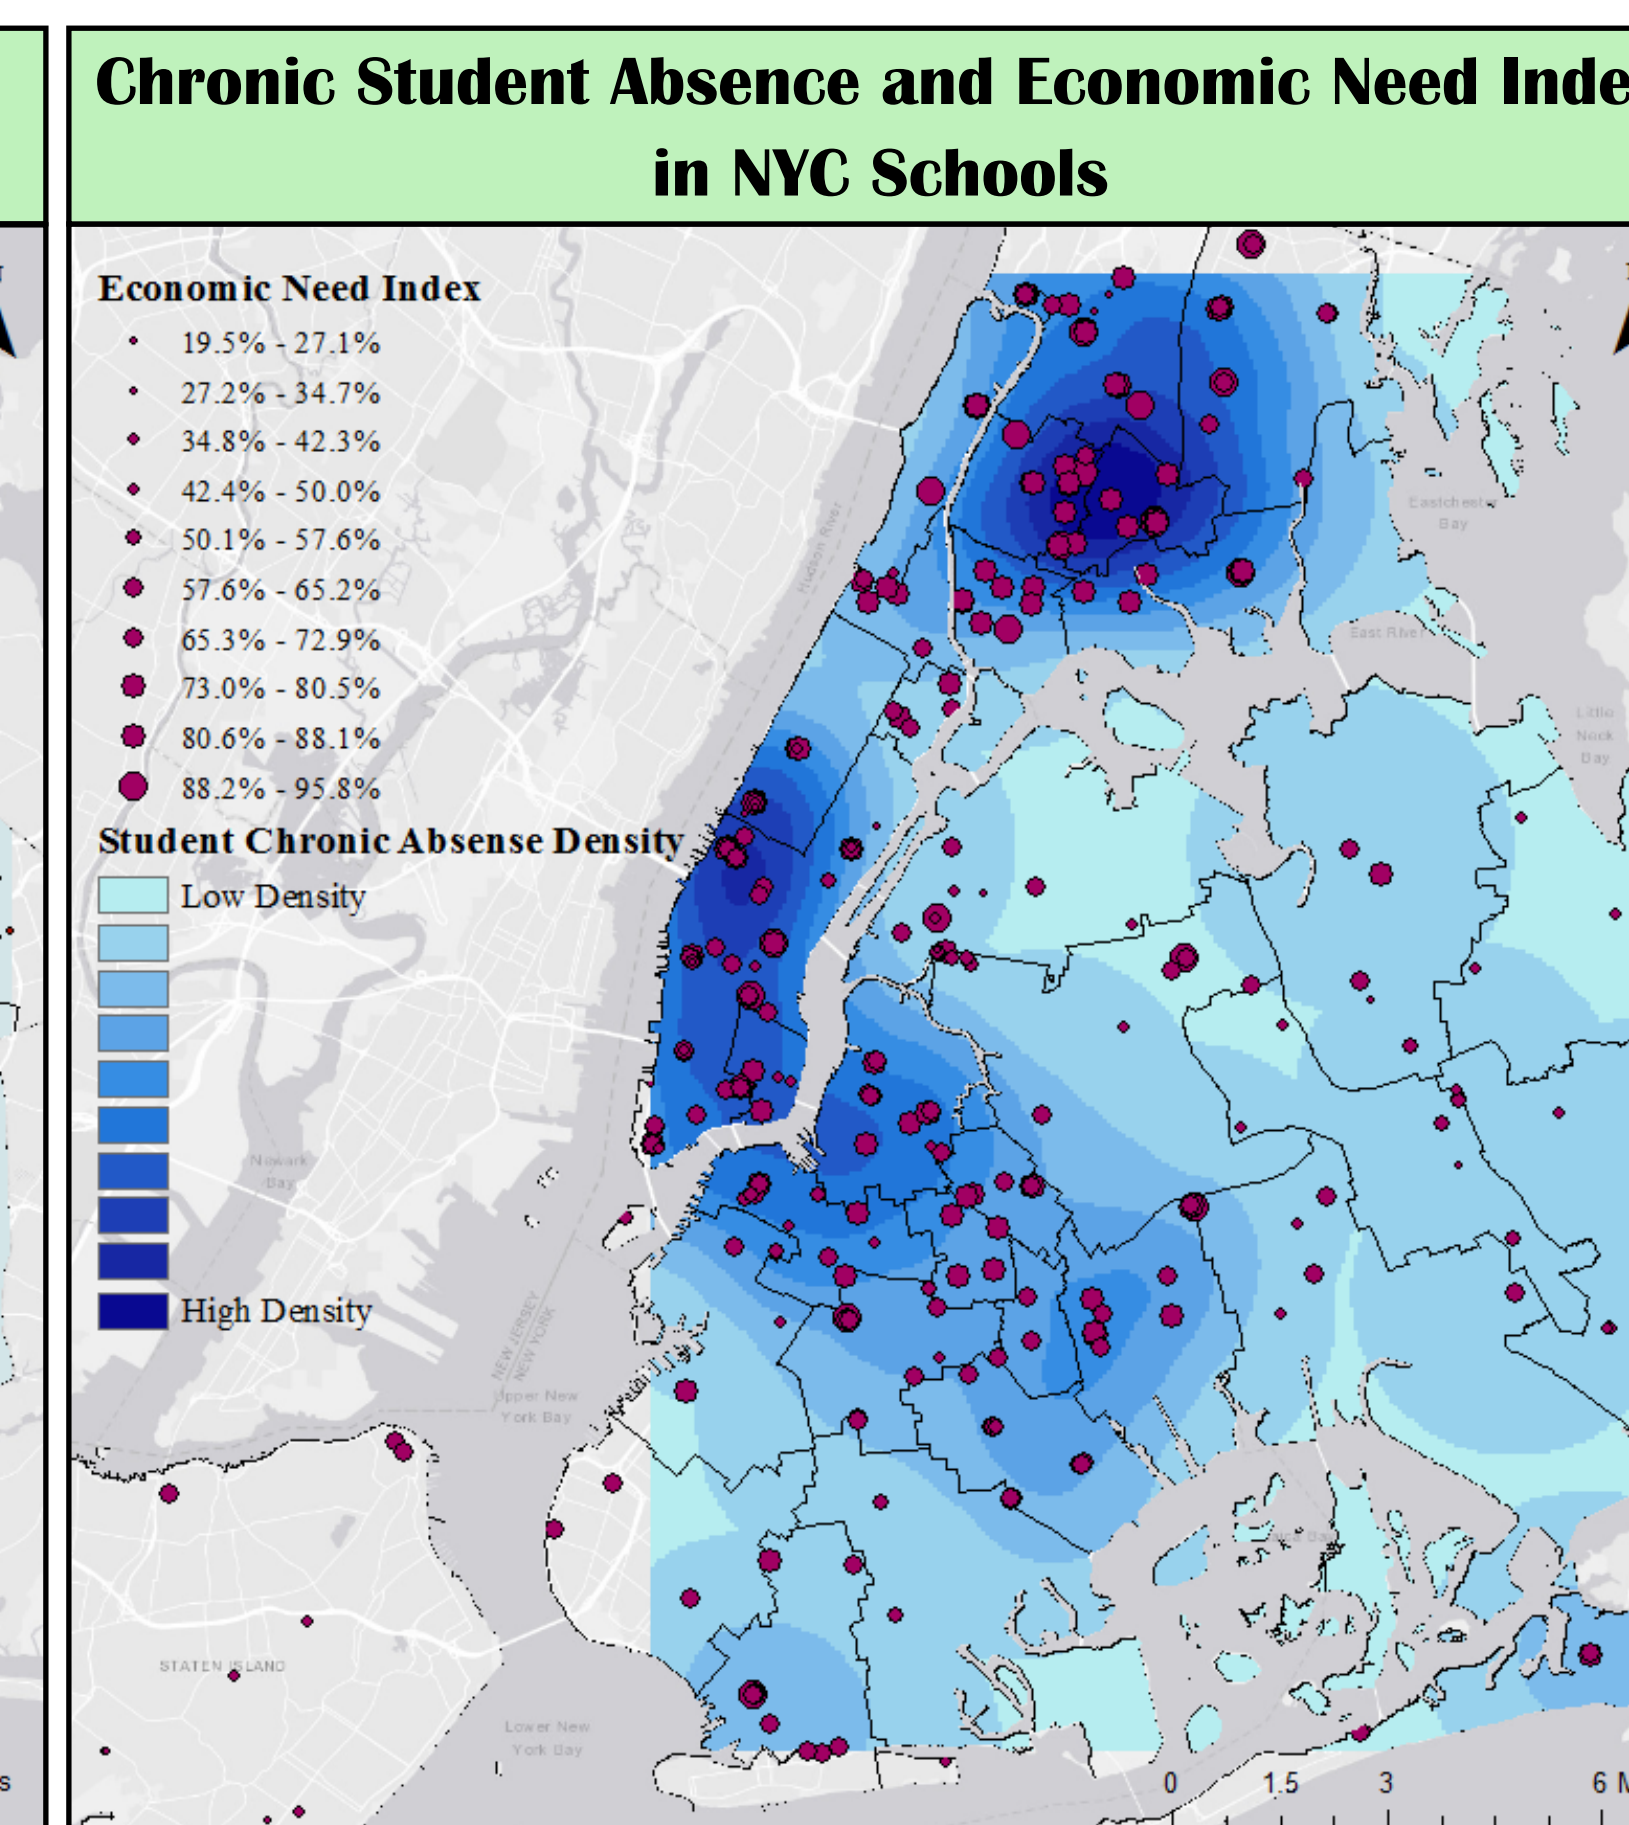 Chronic Student Absence and Economic Need Inde
in NYC Schools
Economic Need Index
19.5% - 27.1%
27.2% - 34.7%
34.8% - 42.3%
42.4% - 50.0%
50.1% - 57.6%
57.6% - 65.2%
65.3% - 72.9%
73.0% - 80.5%
80.6% - 88.1%
88.2% - 95.8%
Student Chronic Absense Density
Low Density
High Density
Hudson River
Eastchester
Bay
East River
Little
Neck
Bay
Newark
Bay
NEW JERSEY
NEW YORK
Upper New
York Bay
STATEN ISLAND
Lower New
York Bay
s
0 1.5 3 6 M